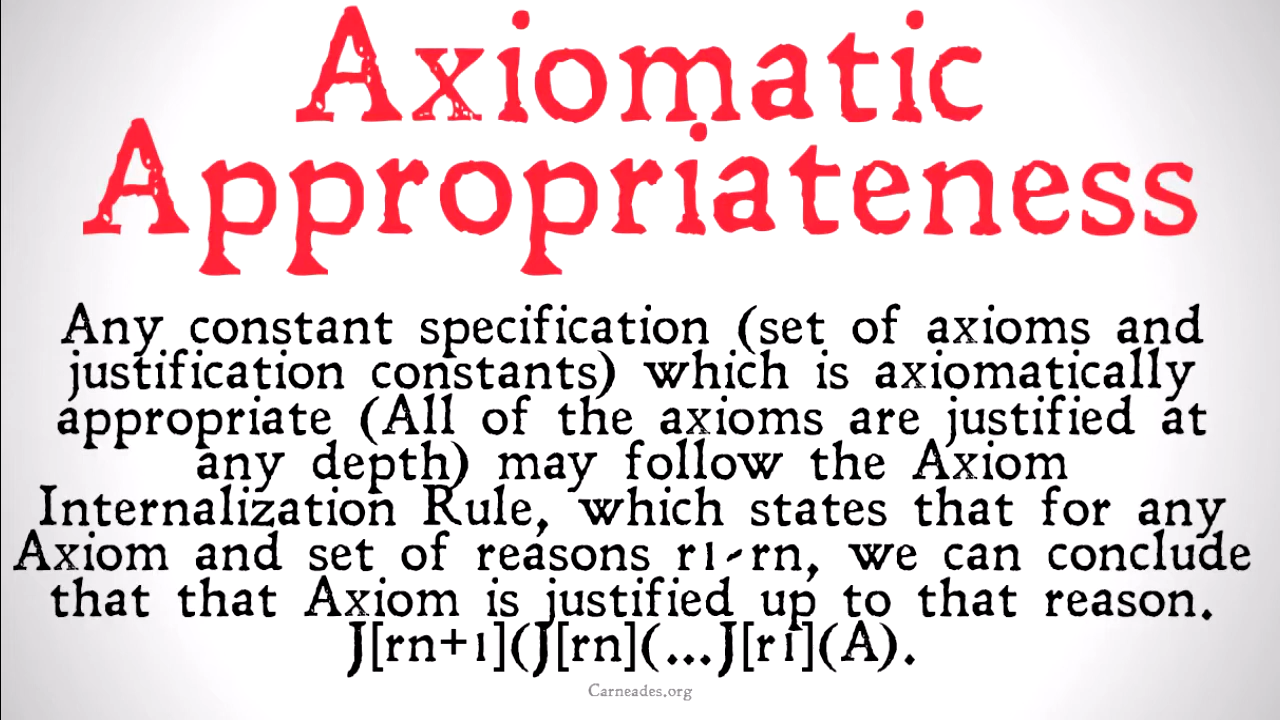 Axiomatic
Appropriateness
Any constant specification (set of axioms and
justification constants) which is axiomatically
appropriate (All of the axioms are justified at
any depth) may follow the Axiom
Internalization Rule, which states that for any
Axiom and set of reasons r1-rn, we can conclude
that that Axiom is justified up to that reason.
J[rn+1](J[rn](...J[r1](A).
Carneades.org